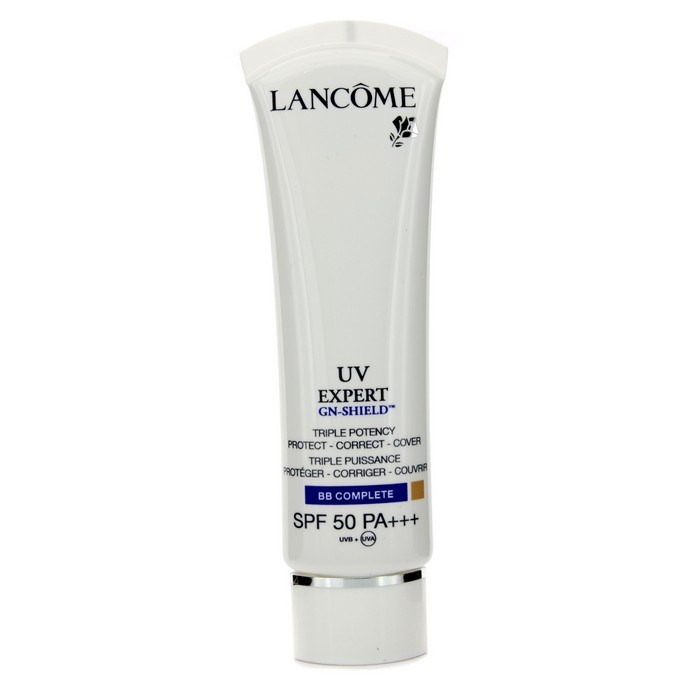 LANCÔME
UV
EXPERT
GN-SHIELD™
TRIPLE POTENCY
PROTECT - CORRECT - COVER
TRIPLE PUISSANCE
PROTÉGER - CORRIGER - COUVRIR
BB COMPLETE
SPF 50 PA+++
UVB + UVA